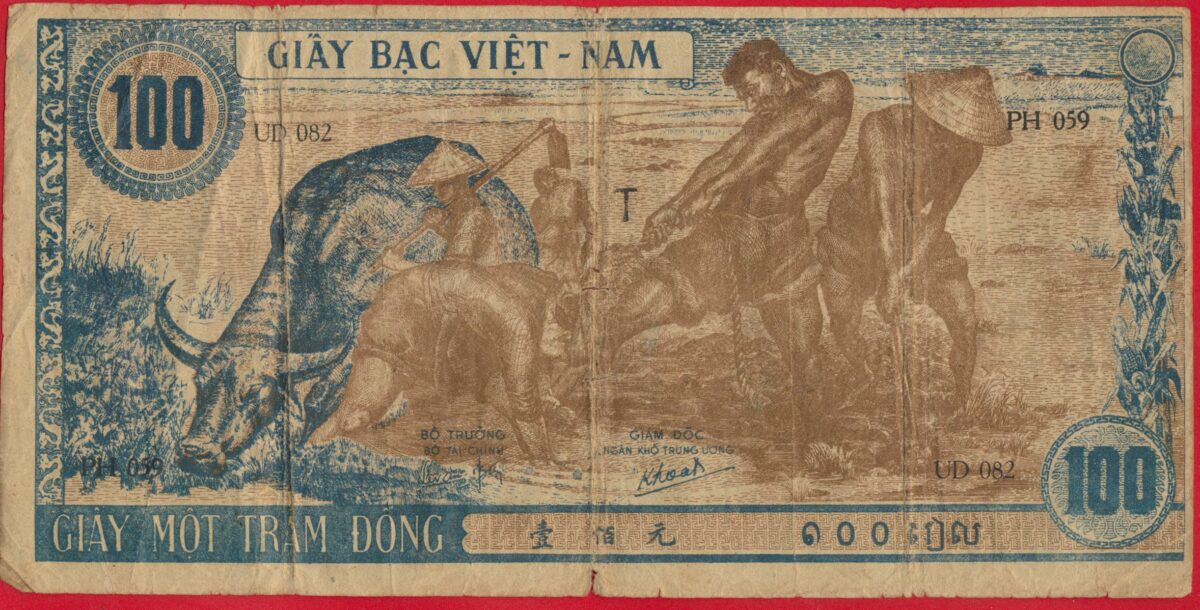 GIẤY BẠC VIỆT - NAM
100
UD 082
PH 059
T
BỘ TRƯỞNG
BỘ TÀI CHÍNH
GIÁM ĐỐC
NGÂN KHỐ TRUNG ƯƠNG
Khoat
PH 059
UD 082
100
GIẤY MỘT TRĂM ĐỒNG
壹佰元
១០០ រៀល